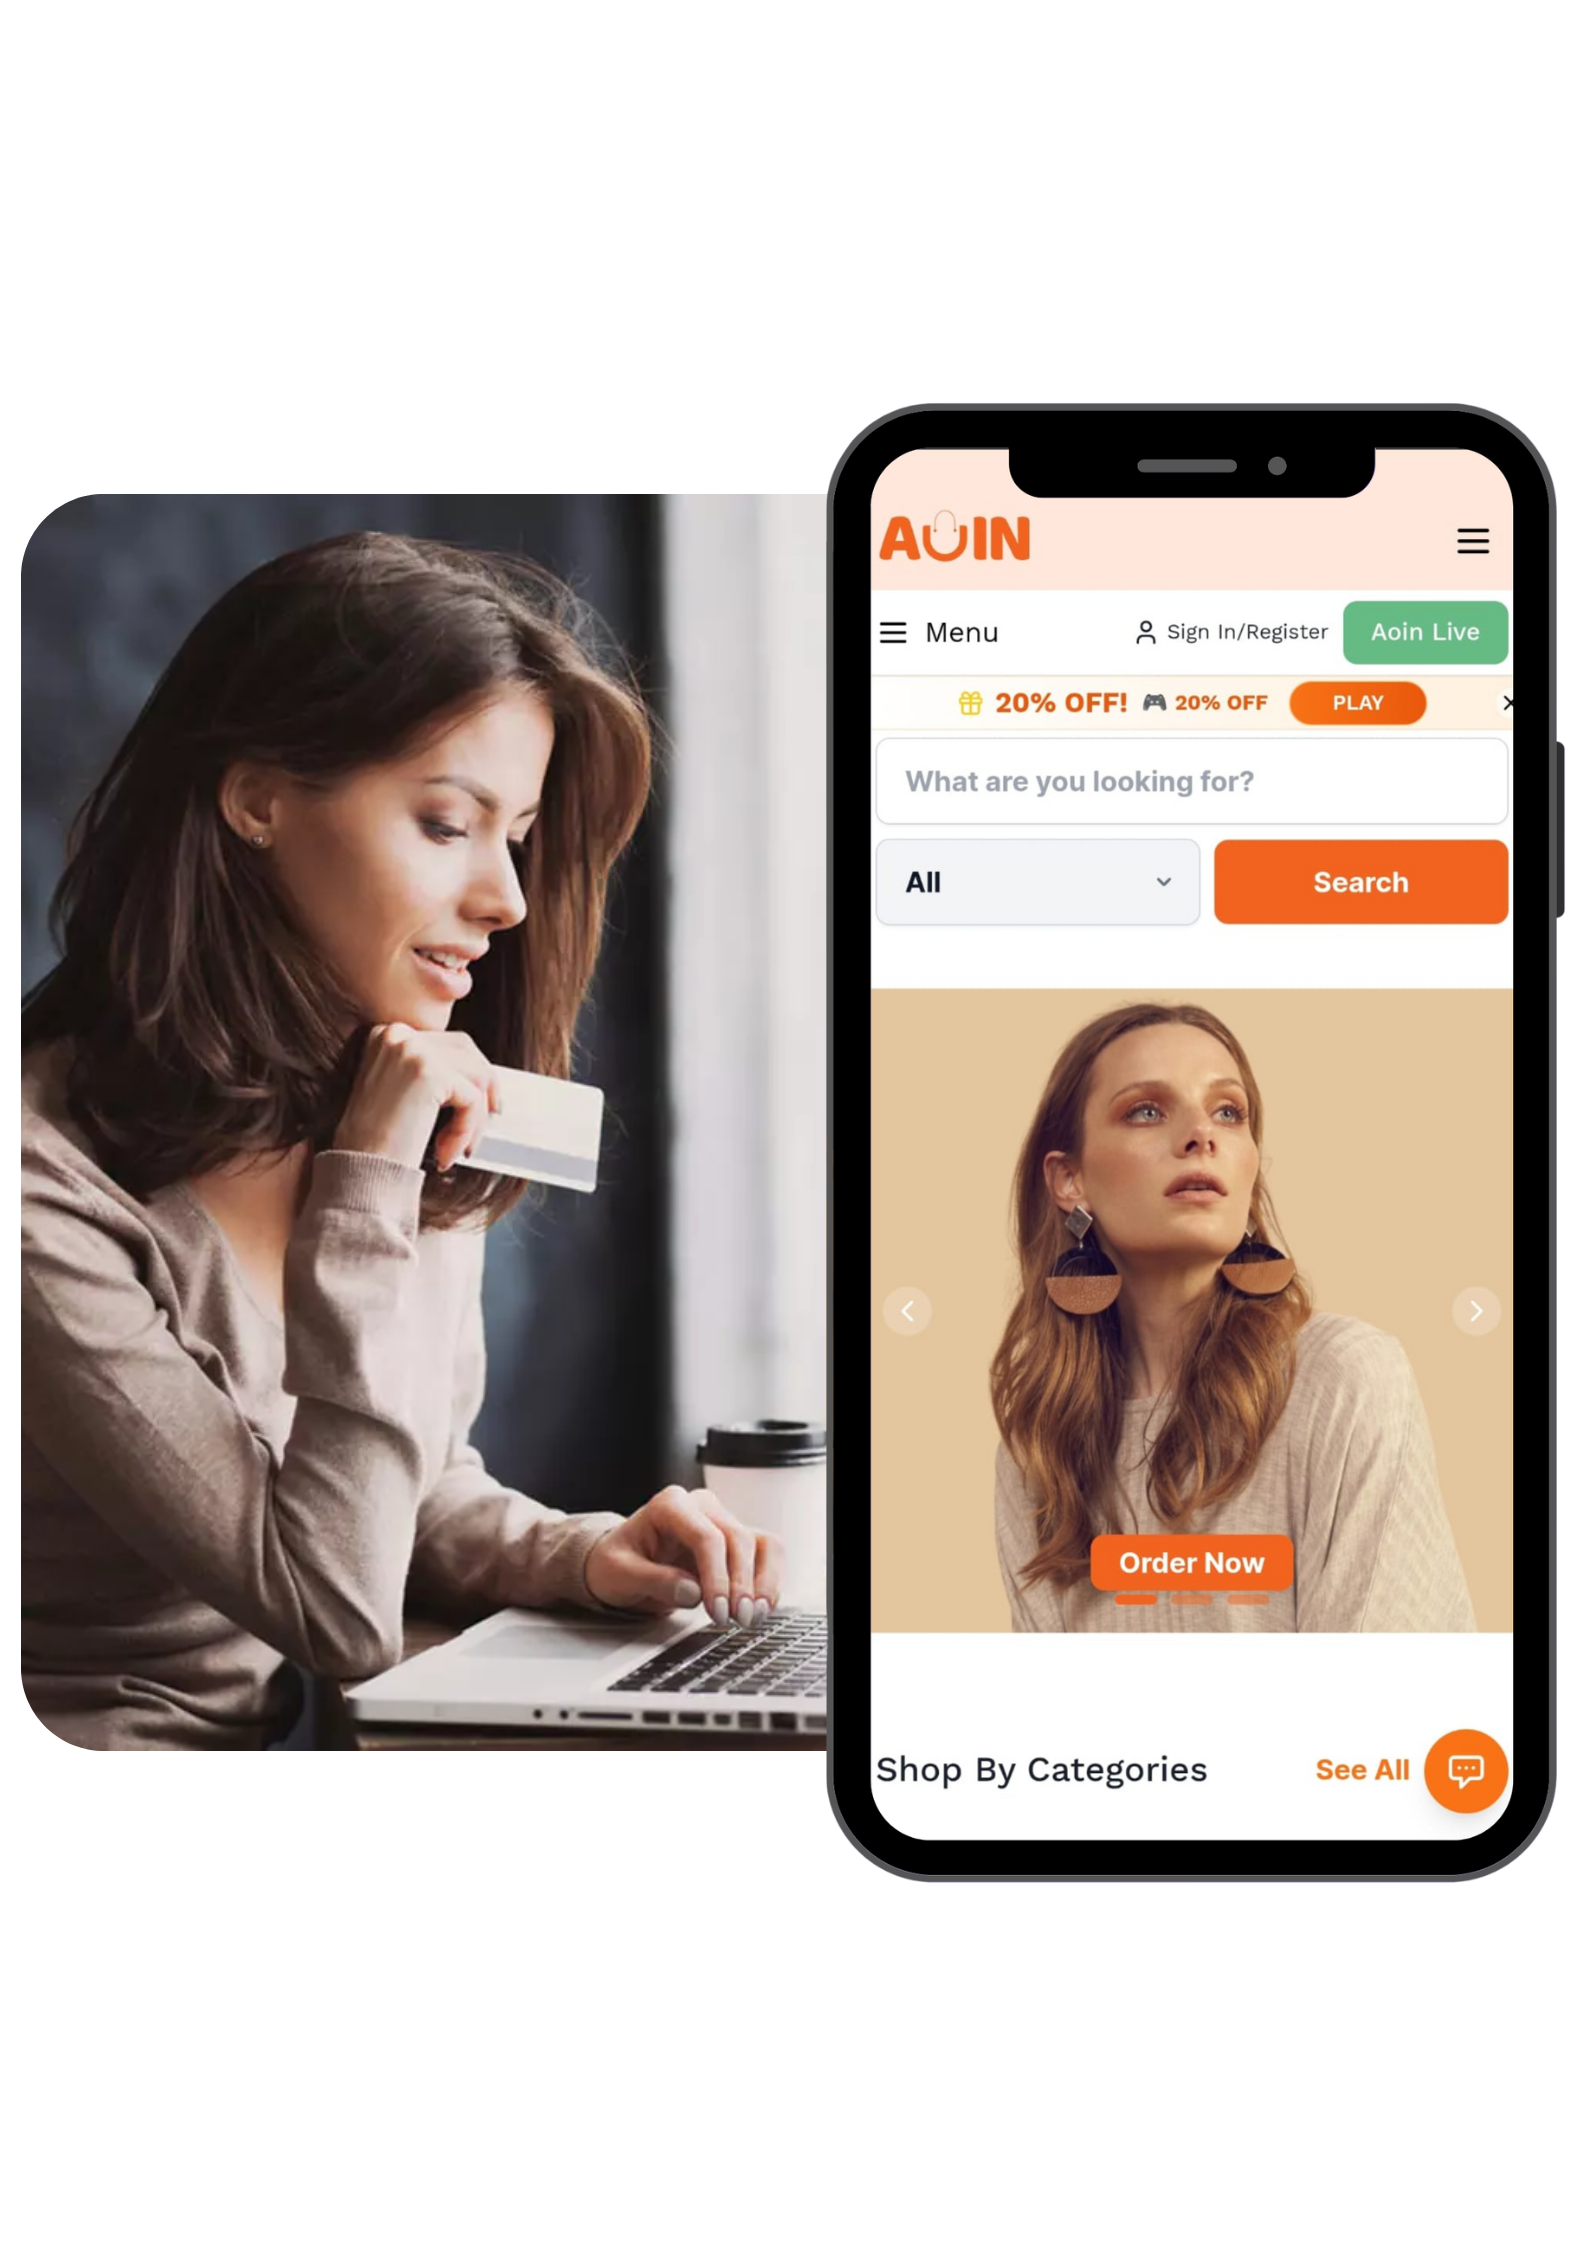 AOIN
Menu
Sign In/Register
Aoin Live
20% OFF! 20% OFF PLAY
What are you looking for?
All
Search
Order Now
Shop By Categories
See All